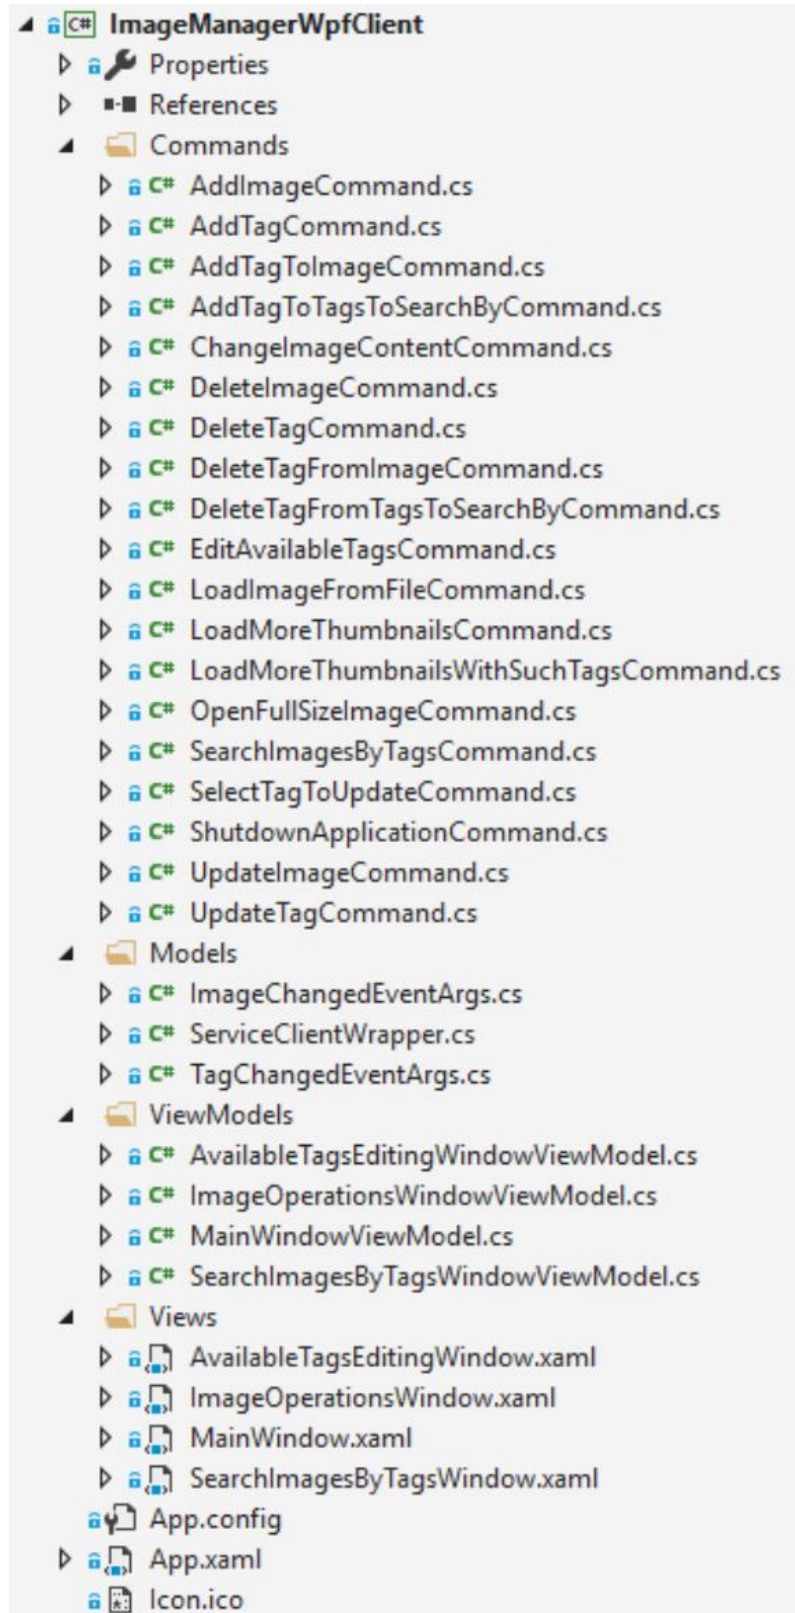 C# ImageManagerWpfClient
Properties
References
Commands
C# AddImageCommand.cs
C# AddTagCommand.cs
C# AddTagToImageCommand.cs
C# AddTagToTagsToSearchByCommand.cs
C# ChangeImageContentCommand.cs
C# DeleteImageCommand.cs
C# DeleteTagCommand.cs
C# DeleteTagFromImageCommand.cs
C# DeleteTagFromTagsToSearchByCommand.cs
C# EditAvailableTagsCommand.cs
C# LoadImageFromFileCommand.cs
C# LoadMoreThumbnailsCommand.cs
C# LoadMoreThumbnailsWithSuchTagsCommand.cs
C# OpenFullSizeImageCommand.cs
C# SearchImagesByTagsCommand.cs
C# SelectTagToUpdateCommand.cs
C# ShutdownApplicationCommand.cs
C# UpdateImageCommand.cs
C# UpdateTagCommand.cs
Models
C# ImageChangedEventArgs.cs
C# ServiceClientWrapper.cs
C# TagChangedEventArgs.cs
ViewModels
C# AvailableTagsEditingWindowViewModel.cs
C# ImageOperationsWindowViewModel.cs
C# MainWindowViewModel.cs
C# SearchImagesByTagsWindowViewModel.cs
Views
AvailableTagsEditingWindow.xaml
ImageOperationsWindow.xaml
MainWindow.xaml
SearchImagesByTagsWindow.xaml
App.config
App.xaml
Icon.ico